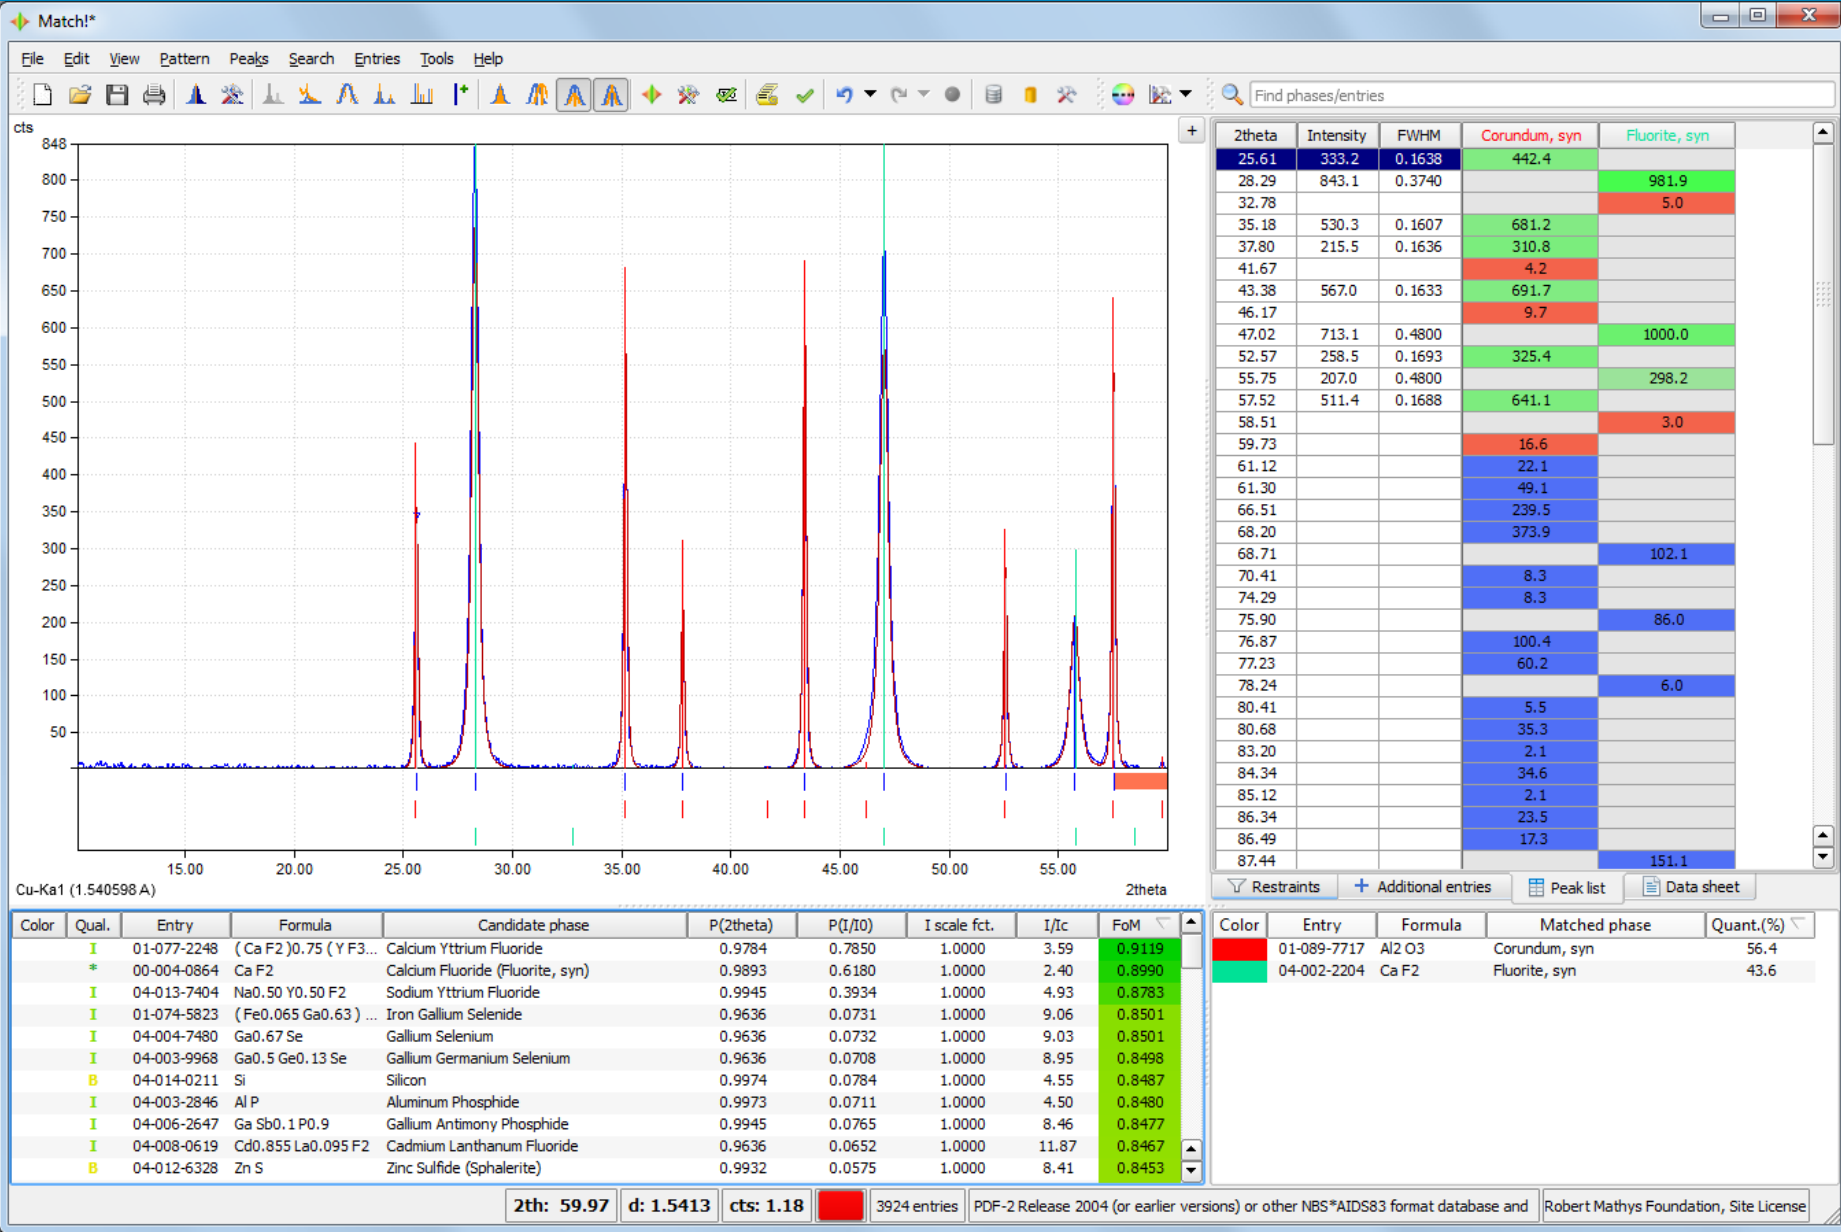 Match!*
File Edit View Pattern Peaks Search Entries Tools Help
Find phases/entries
cts
848
800
750
700
650
600
550
500
450
400
350
300
250
200
150
100
50
15.00 20.00 25.00 30.00 35.00 40.00 45.00 50.00 55.00
Cu-Ka1 (1.540598 A) 2theta
+
2theta Intensity FWHM Corundum, syn Fluorite, syn
25.61 333.2 0.1638 442.4
28.29 843.1 0.3740 981.9
32.78 5.0
35.18 530.3 0.1607 681.2
37.80 215.5 0.1636 310.8
41.67 4.2
43.38 567.0 0.1633 691.7
46.17 9.7
47.02 713.1 0.4800 1000.0
52.57 258.5 0.1693 325.4
55.75 207.0 0.4800 298.2
57.52 511.4 0.1688 641.1
58.51 3.0
59.73 16.6
61.12 22.1
61.30 49.1
66.51 239.5
68.20 373.9
68.71 102.1
70.41 8.3
74.29 8.3
75.90 86.0
76.87 100.4
77.23 60.2
78.24 6.0
80.41 5.5
80.68 35.3
83.20 2.1
84.34 34.6
85.12 2.1
86.34 23.5
86.49 17.3
87.44 151.1
Restraints + Additional entries Peak list Data sheet
Color Qual. Entry Formula Candidate phase P(2theta) P(I/I0) I scale fct. I/Ic FoM
I 01-077-2248 ( Ca F2 )0.75 ( Y F3... Calcium Yttrium Fluoride 0.9784 0.7850 1.0000 3.59 0.9119
* 00-004-0864 Ca F2 Calcium Fluoride (Fluorite, syn) 0.9893 0.6180 1.0000 2.40 0.8990
I 04-013-7404 Na0.50 Y0.50 F2 Sodium Yttrium Fluoride 0.9945 0.3934 1.0000 4.93 0.8783
I 01-074-5823 ( Fe0.065 Ga0.63 ) ... Iron Gallium Selenide 0.9636 0.0731 1.0000 9.06 0.8501
I 04-004-7480 Ga0.67 Se Gallium Selenium 0.9636 0.0732 1.0000 9.03 0.8501
I 04-003-9968 Ga0.5 Ge0.13 Se Gallium Germanium Selenium 0.9636 0.0708 1.0000 8.95 0.8498
B 04-014-0211 Si Silicon 0.9974 0.0784 1.0000 4.55 0.8487
I 04-003-2846 Al P Aluminum Phosphide 0.9973 0.0711 1.0000 4.50 0.8480
I 04-006-2647 Ga Sb0.1 P0.9 Gallium Antimony Phosphide 0.9945 0.0765 1.0000 8.46 0.8477
I 04-008-0619 Cd0.855 La0.095 F2 Cadmium Lanthanum Fluoride 0.9636 0.0652 1.0000 11.87 0.8467
B 04-012-6328 Zn S Zinc Sulfide (Sphalerite) 0.9932 0.0575 1.0000 8.41 0.8453
Color Entry Formula Matched phase Quant.(%)
01-089-7717 Al2 O3 Corundum, syn 56.4
04-002-2204 Ca F2 Fluorite, syn 43.6
2th: 59.97 d: 1.5413 cts: 1.18 3924 entries PDF-2 Release 2004 (or earlier versions) or other NBS*AIDS83 format database and Robert Mathys Foundation, Site License